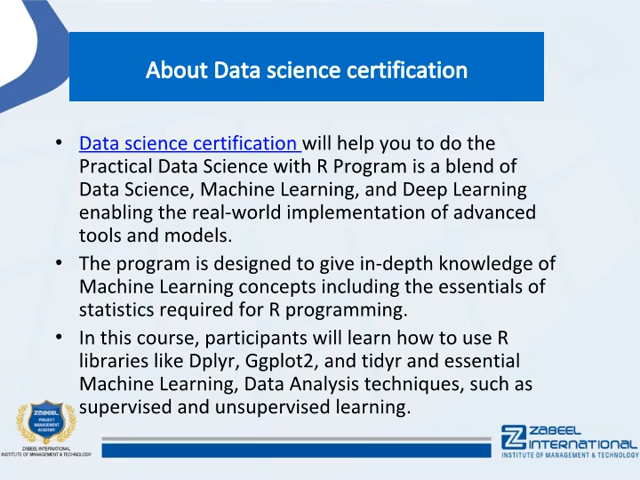 About Data science certification
• Data science certification will help you to do the
Practical Data Science with R Program is a blend of
Data Science, Machine Learning, and Deep Learning
enabling the real-world implementation of advanced
tools and models.
• The program is designed to give in-depth knowledge of
Machine Learning concepts including the essentials of
statistics required for R programming.
• In this course, participants will learn how to use R
libraries like Dplyr, Ggplot2, and tidyr and essential
Machine Learning, Data Analysis techniques, such as
supervised and unsupervised learning.
ZABEEL
PROJECT
MANAGEMENT
ACADEMY
ZABEEL INTERNATIONAL
INSTITUTE OF MANAGEMENT & TECHNOLOGY
ZABEEL
INTERNATIONAL
INSTITUTE OF MANAGEMENT & TECHNOLOGY